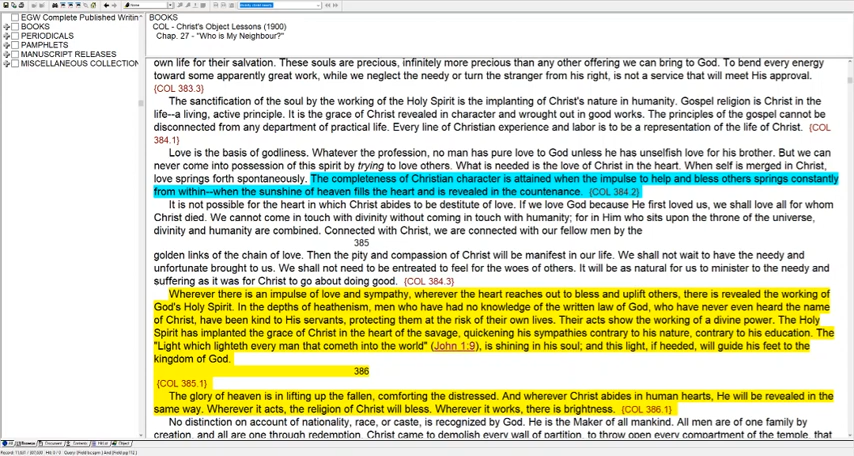 EGW Complete Published Writin
BOOKS
PERIODICALS
PAMPHLETS
MANUSCRIPT RELEASES
MISCELLANEOUS COLLECTION
BOOKS
COL - Christ's Object Lessons (1900)
Chap. 27 - "Who is My Neighbour?"
own life for their salvation. These souls are precious, infinitely more precious than any other offering we can bring to God. To bend every energy
toward some apparently great work, while we neglect the needy or turn the stranger from his right, is not a service that will meet His approval.
{COL 383.3}
The sanctification of the soul by the working of the Holy Spirit is the implanting of Christ's nature in humanity. Gospel religion is Christ in the
life--a living, active principle. It is the grace of Christ revealed in character and wrought out in good works. The principles of the gospel cannot be
disconnected from any department of practical life. Every line of Christian experience and labor is to be a representation of the life of Christ. {COL
384.1}
Love is the basis of godliness. Whatever the profession, no man has pure love to God unless he has unselfish love for his brother. But we can
never come into possession of this spirit by trying to love others. What is needed is the love of Christ in the heart. When self is merged in Christ,
love springs forth spontaneously. The completeness of Christian character is attained when the impulse to help and bless others springs constantly
from within--when the sunshine of heaven fills the heart and is revealed in the countenance. {COL 384.2}
It is not possible for the heart in which Christ abides to be destitute of love. If we love God because He first loved us, we shall love all for whom
Christ died. We cannot come in touch with divinity without coming in touch with humanity; for in Him who sits upon the throne of the universe,
divinity and humanity are combined. Connected with Christ, we are connected with our fellow men by the
385
golden links of the chain of love. Then the pity and compassion of Christ will be manifest in our life. We shall not wait to have the needy and
unfortunate brought to us. We shall not need to be entreated to feel for the woes of others. It will be as natural for us to minister to the needy and
suffering as it was for Christ to go about doing good. {COL 384.3}
Wherever there is an impulse of love and sympathy, wherever the heart reaches out to bless and uplift others, there is revealed the working of
God's Holy Spirit. In the depths of heathenism, men who have had no knowledge of the written law of God, who have never even heard the name
of Christ, have been kind to His servants, protecting them at the risk of their own lives. Their acts show the working of a divine power. The Holy
Spirit has implanted the grace of Christ in the heart of the savage, quickening his sympathies contrary to his nature, contrary to his education. The
"Light which lighteth every man that cometh into the world" (John 1:9), is shining in his soul; and this light, if heeded, will guide his feet to the
kingdom of God.
386
{COL 385.1}
The glory of heaven is in lifting up the fallen, comforting the distressed. And wherever Christ abides in human hearts, He will be revealed in the
same way. Wherever it acts, the religion of Christ will bless. Wherever it works, there is brightness. {COL 386.1}
No distinction on account of nationality, race, or caste, is recognized by God. He is the Maker of all mankind. All men are of one family by
creation, and all are one through redemption. Christ came to demolish every wall of partition, to throw open every compartment of the temple, that